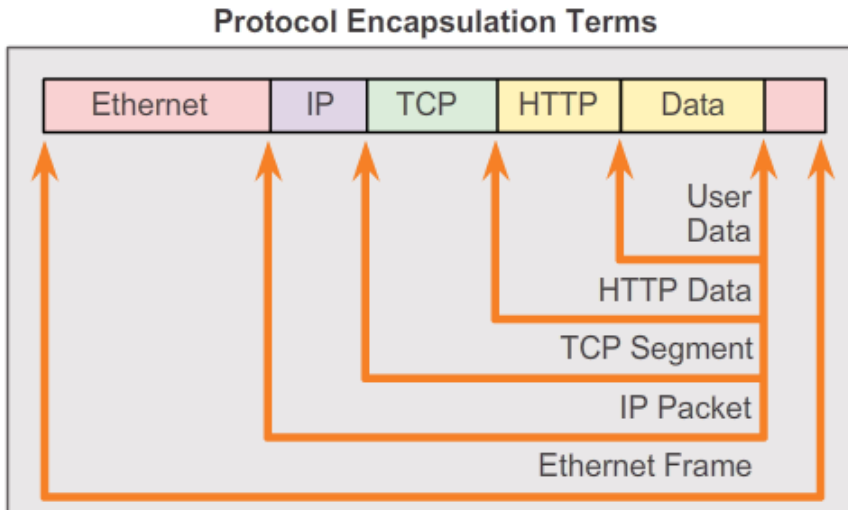 Protocol Encapsulation Terms
Ethernet IP TCP HTTP Data
User
Data
HTTP Data
TCP Segment
IP Packet
Ethernet Frame